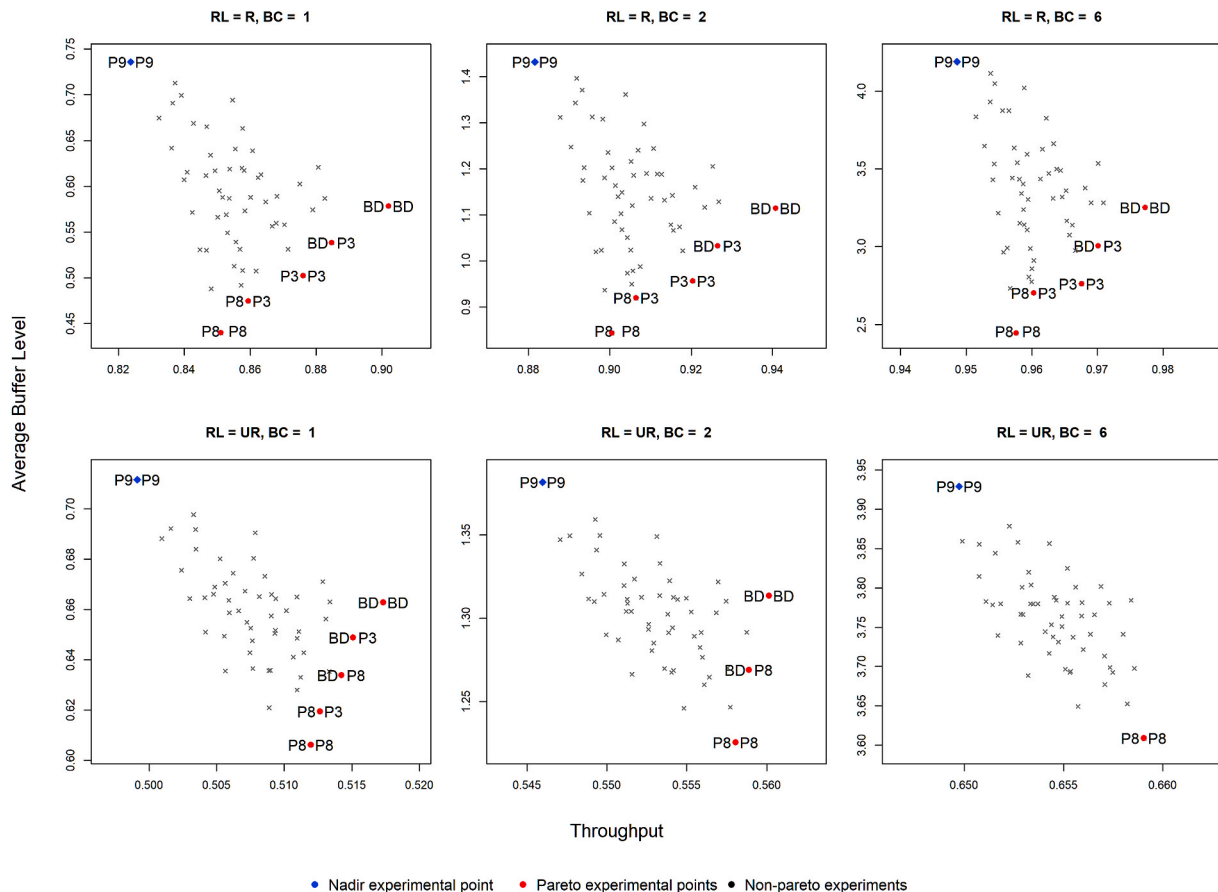 RL = R, BC = 1
RL = R, BC = 2
RL = R, BC = 6
0.75
0.70
0.65
0.60
0.55
0.50
0.45
P9 P9
BD BD
BD P3
P3 P3
P8 P3
P8 P8
0.82 0.84 0.86 0.88 0.90
1.4
1.3
1.2
1.1
1.0
0.9
P9 P9
BD BD
BD P3
P3 P3
P8 P3
P8 P8
0.88 0.90 0.92 0.94
4.0
3.5
3.0
2.5
P9 P9
BD BD
BD P3
P3 P3
P8 P3
P8 P8
0.94 0.95 0.96 0.97 0.98
Average Buffer Level
RL = UR, BC = 1
RL = UR, BC = 2
RL = UR, BC = 6
0.70
0.68
0.66
0.64
0.62
0.60
P9 P9
BD BD
BD P3
BD P8
P8 P3
P8 P8
0.500 0.505 0.510 0.515 0.520
1.35
1.30
1.25
P9 P9
BD BD
BD P8
P8 P8
0.545 0.550 0.555 0.560
3.95
3.90
3.85
3.80
3.75
3.70
3.65
3.60
P9 P9
P8 P8
0.650 0.655 0.660
Throughput
Nadir experimental point
Pareto experimental points
Non-pareto experiments